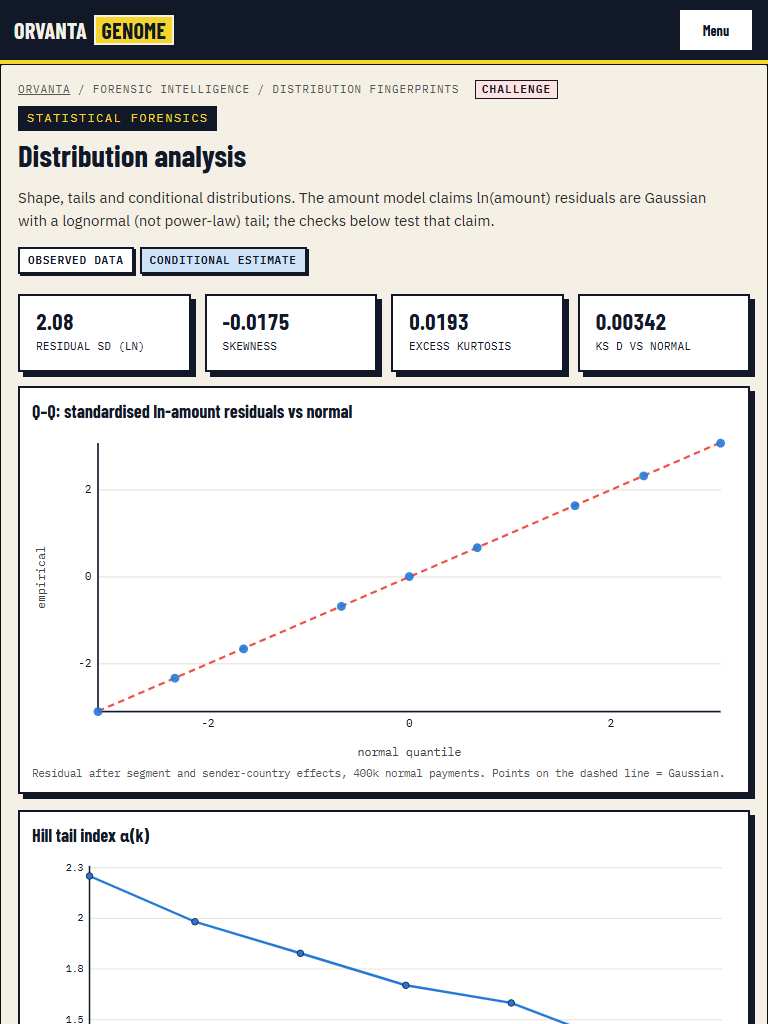 ORVANTA GENOME
Menu
ORVANTA / FORENSIC INTELLIGENCE / DISTRIBUTION FINGERPRINTS CHALLENGE
STATISTICAL FORENSICS
Distribution analysis
Shape, tails and conditional distributions. The amount model claims ln(amount) residuals are Gaussian
with a lognormal (not power-law) tail; the checks below test that claim.
OBSERVED DATA CONDITIONAL ESTIMATE
2.08
RESIDUAL SD (LN)
-0.0175
SKEWNESS
0.0193
EXCESS KURTOSIS
0.00342
KS D VS NORMAL
Q–Q: standardised ln-amount residuals vs normal
2
0
-2
empirical
-2 0 2
normal quantile
Residual after segment and sender-country effects, 400k normal payments. Points on the dashed line = Gaussian.
Hill tail index α(k)
2.3
2
1.8
1.5